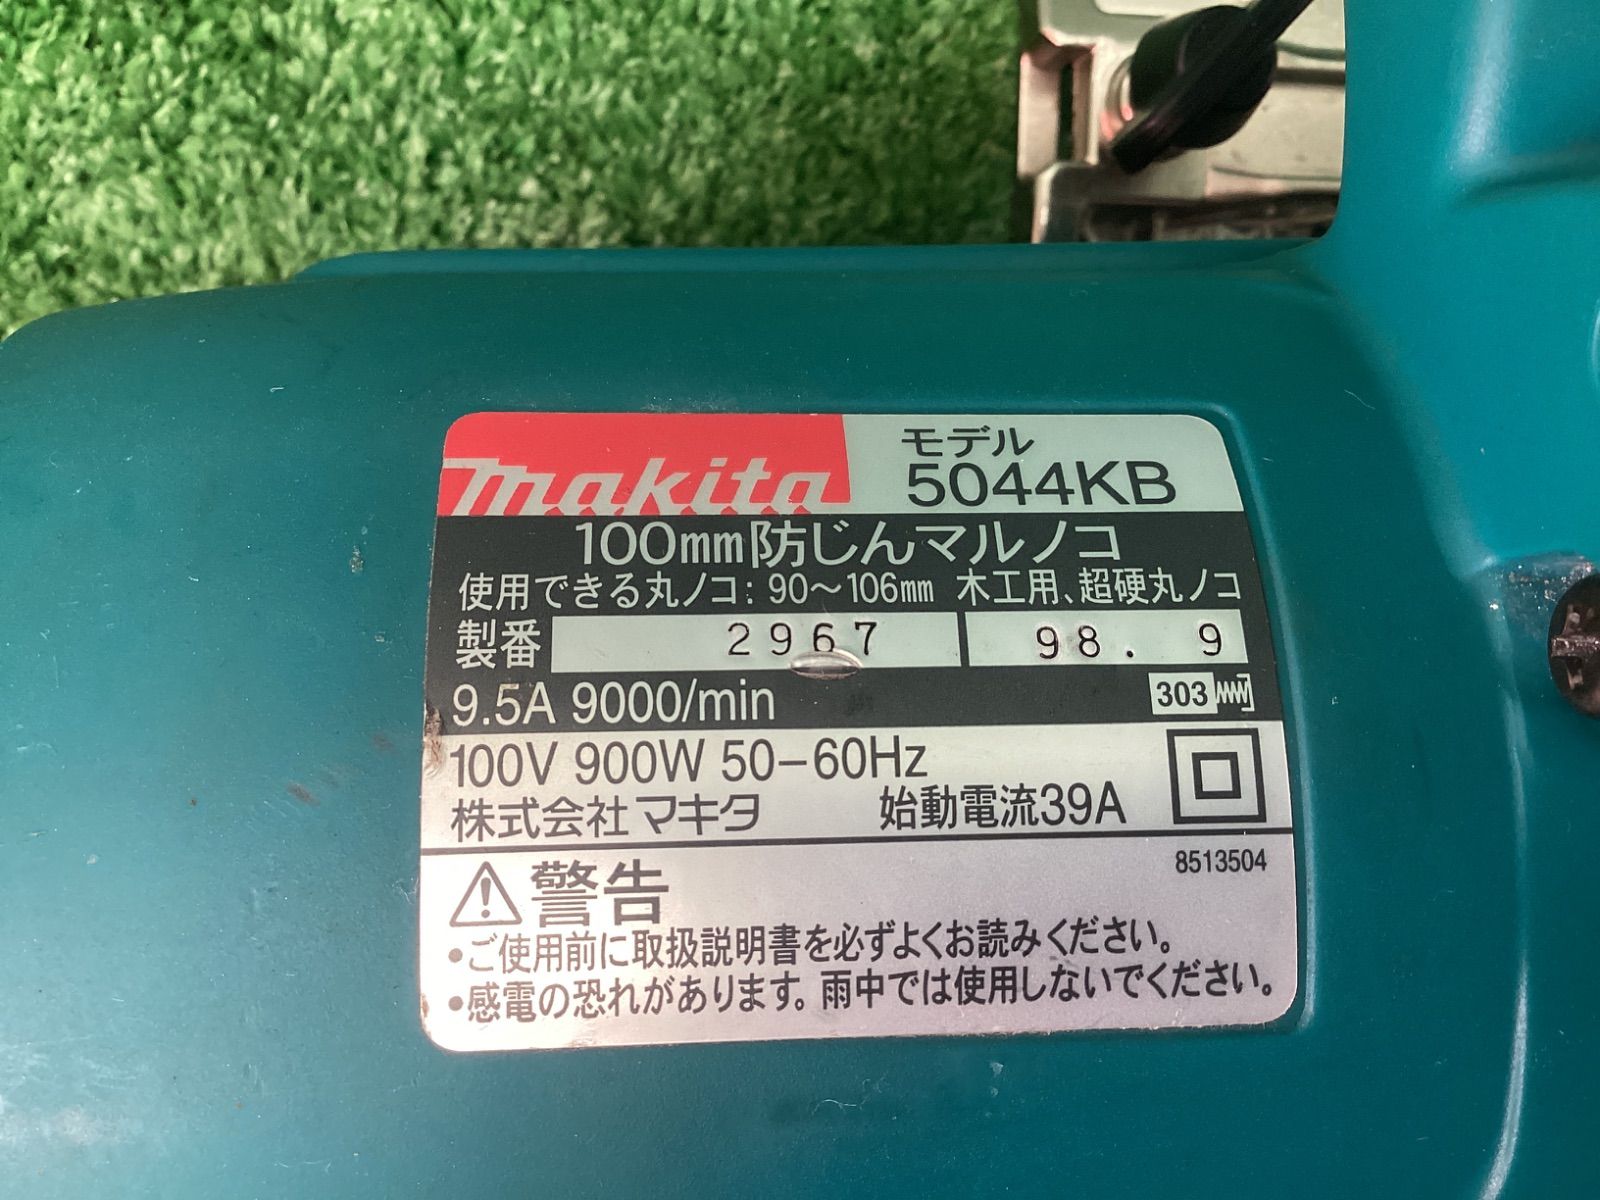 makita
モデル
5044KB
100mm防じんマルノコ
使用できる丸ノコ：90～106mm 木工用、超硬丸ノコ
製番 2967 98. 9
9.5A 9000/min 303
100V 900W 50-60Hz
株式会社マキタ 始動電流39A
8513504
警告
•ご使用前に取扱説明書を必ずよくお読みください。
•感電の恐れがあります。雨中では使用しないでください。